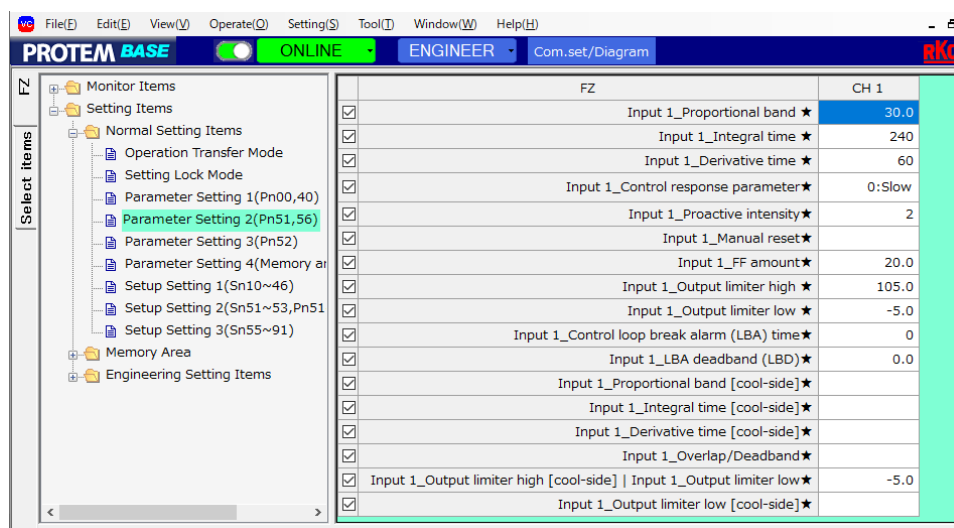 VC File(F) Edit(E) View(V) Operate(O) Setting(S) Tool(T) Window(W) Help(H)
PROTEM BASE ONLINE ENGINEER Com.set/Diagram RKC
FZ
Select items
Monitor Items
Setting Items
Normal Setting Items
Operation Transfer Mode
Setting Lock Mode
Parameter Setting 1(Pn00,40)
Parameter Setting 2(Pn51,56)
Parameter Setting 3(Pn52)
Parameter Setting 4(Memory ar
Setup Setting 1(Sn10~46)
Setup Setting 2(Sn51~53,Pn51
Setup Setting 3(Sn55~91)
Memory Area
Engineering Setting Items
FZ CH 1
Input 1_Proportional band ★ 30.0
Input 1_Integral time ★ 240
Input 1_Derivative time ★ 60
Input 1_Control response parameter★ 0:Slow
Input 1_Proactive intensity★ 2
Input 1_Manual reset★
Input 1_FF amount★ 20.0
Input 1_Output limiter high ★ 105.0
Input 1_Output limiter low ★ -5.0
Input 1_Control loop break alarm (LBA) time★ 0
Input 1_LBA deadband (LBD)★ 0.0
Input 1_Proportional band [cool-side]★
Input 1_Integral time [cool-side]★
Input 1_Derivative time [cool-side]★
Input 1_Overlap/Deadband★
Input 1_Output limiter high [cool-side] | Input 1_Output limiter low★ -5.0
Input 1_Output limiter low [cool-side]★